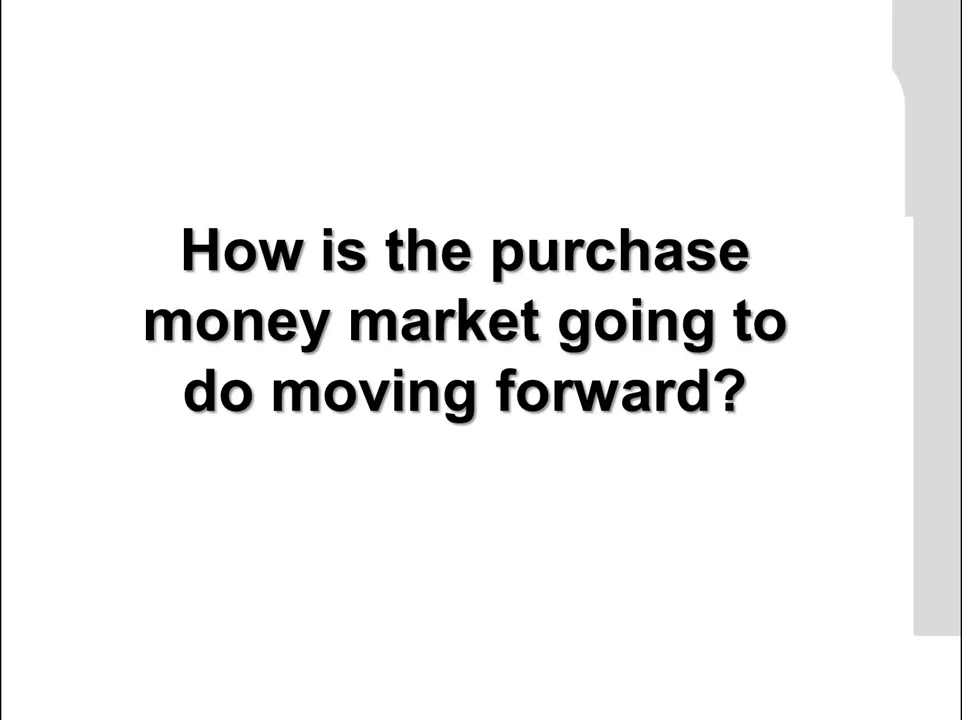 How is the purchase
money market going to
do moving forward?